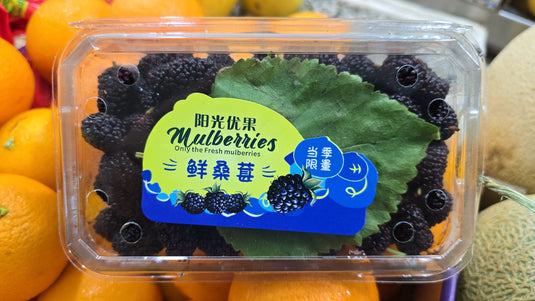 阳光优果
Mulberries
Only the Fresh mulberries
鲜桑葚
当季
限量